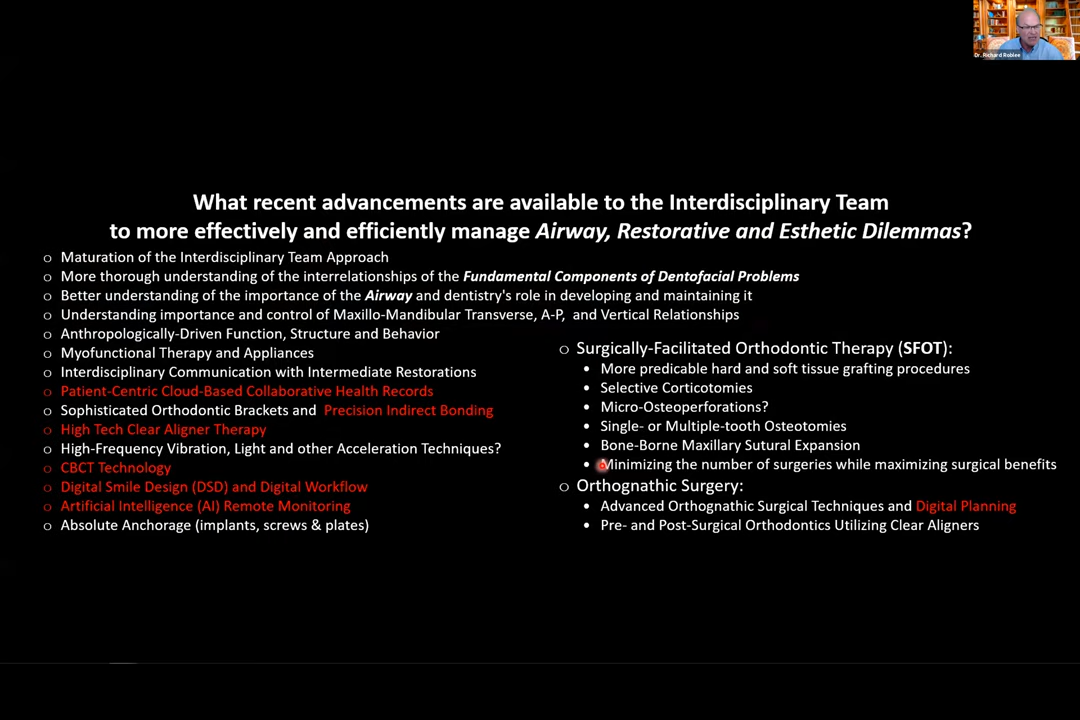 Dr. Richard Roblee
What recent advancements are available to the Interdisciplinary Team
to more effectively and efficiently manage Airway, Restorative and Esthetic Dilemmas?
o Maturation of the Interdisciplinary Team Approach
o More thorough understanding of the interrelationships of the Fundamental Components of Dentofacial Problems
o Better understanding of the importance of the Airway and dentistry's role in developing and maintaining it
o Understanding importance and control of Maxillo-Mandibular Transverse, A-P, and Vertical Relationships
o Anthropologically-Driven Function, Structure and Behavior
o Myofunctional Therapy and Appliances
o Interdisciplinary Communication with Intermediate Restorations
o Patient-Centric Cloud-Based Collaborative Health Records
o Sophisticated Orthodontic Brackets and Precision Indirect Bonding
o High Tech Clear Aligner Therapy
o High-Frequency Vibration, Light and other Acceleration Techniques?
o CBCT Technology
o Digital Smile Design (DSD) and Digital Workflow
o Artificial Intelligence (AI) Remote Monitoring
o Absolute Anchorage (implants, screws & plates)
o Surgically-Facilitated Orthodontic Therapy (SFOT):
• More predicable hard and soft tissue grafting procedures
• Selective Corticotomies
• Micro-Osteoperforations?
• Single- or Multiple-tooth Osteotomies
• Bone-Borne Maxillary Sutural Expansion
• Minimizing the number of surgeries while maximizing surgical benefits
o Orthognathic Surgery:
• Advanced Orthognathic Surgical Techniques and Digital Planning
• Pre- and Post-Surgical Orthodontics Utilizing Clear Aligners